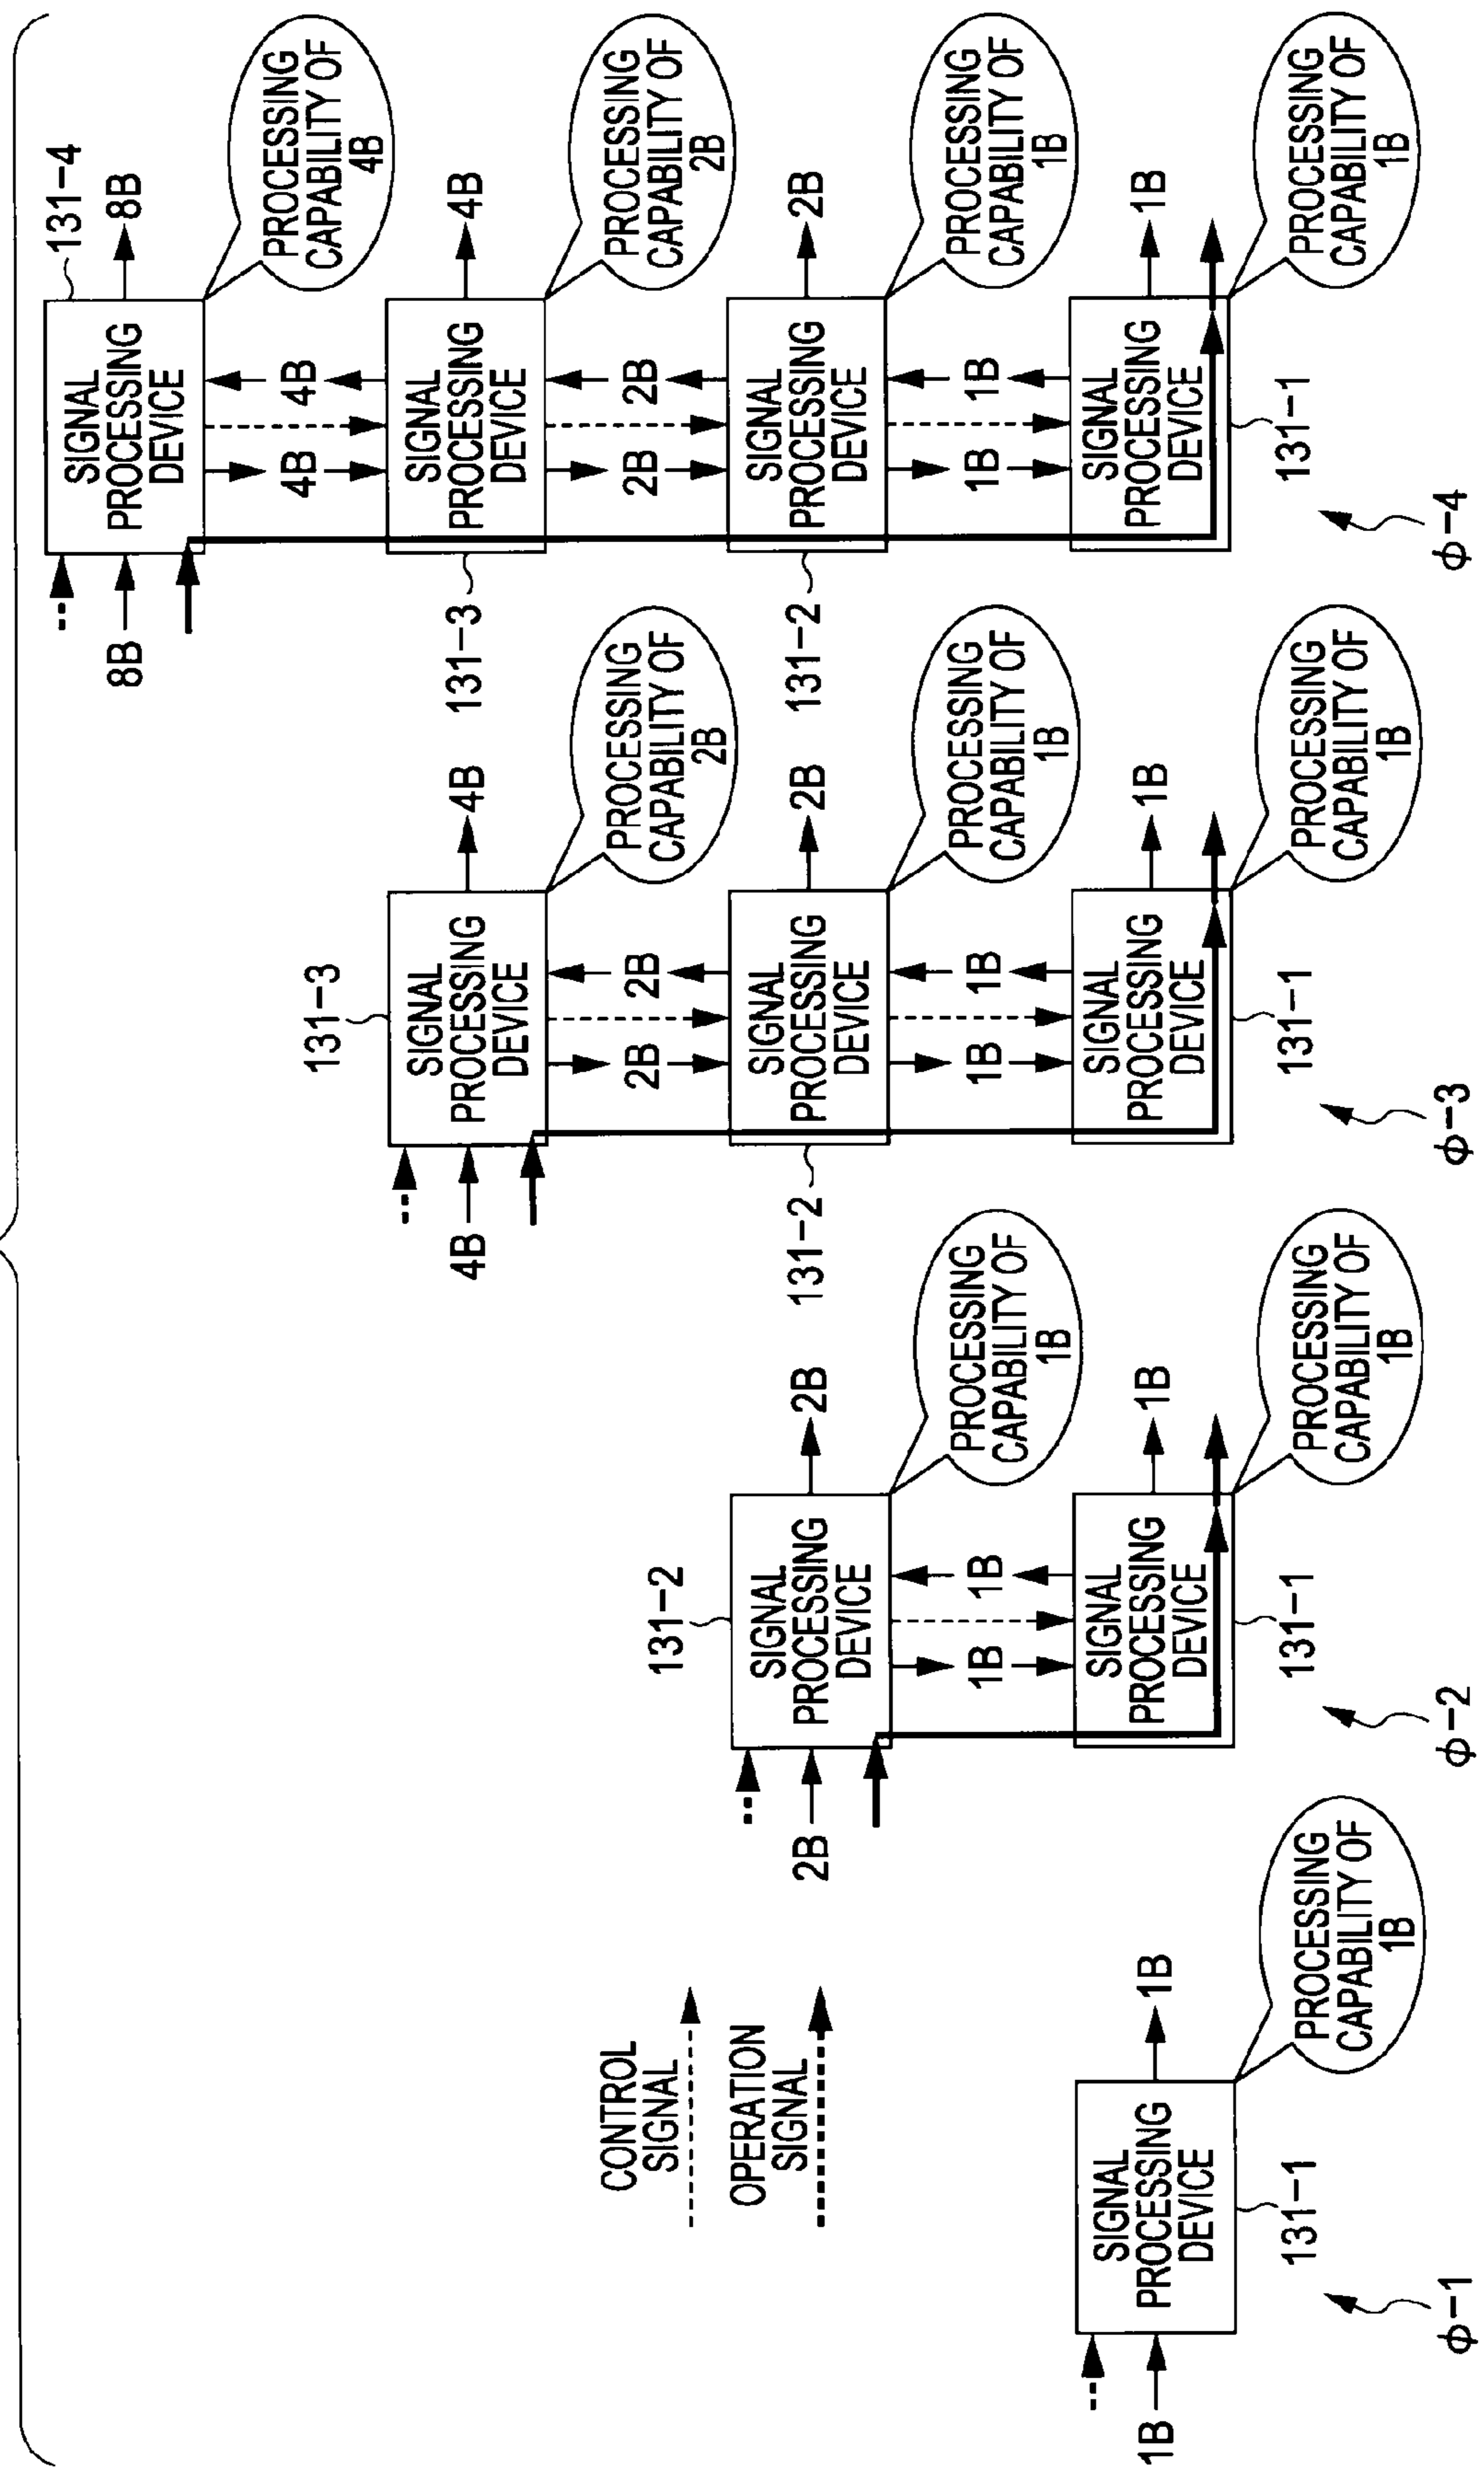 CONTROL
SIGNAL
OPERATION
SIGNAL
1B
SIGNAL
PROCESSING
DEVICE
1B
131-1
PROCESSING
CAPABILITY OF
1B
φ-1
131-2
2B
SIGNAL
PROCESSING
DEVICE
2B
PROCESSING
CAPABILITY OF
1B
1B
1B
SIGNAL
PROCESSING
DEVICE
1B
131-1
PROCESSING
CAPABILITY OF
1B
φ-2
131-3
4B
SIGNAL
PROCESSING
DEVICE
4B
PROCESSING
CAPABILITY OF
2B
2B
2B
SIGNAL
PROCESSING
DEVICE
2B
131-2
PROCESSING
CAPABILITY OF
1B
1B
1B
SIGNAL
PROCESSING
DEVICE
1B
131-1
PROCESSING
CAPABILITY OF
1B
φ-3
131-4
8B
SIGNAL
PROCESSING
DEVICE
8B
PROCESSING
CAPABILITY OF
4B
4B
4B
SIGNAL
PROCESSING
DEVICE
4B
131-3
PROCESSING
CAPABILITY OF
2B
2B
2B
SIGNAL
PROCESSING
DEVICE
2B
131-2
PROCESSING
CAPABILITY OF
1B
1B
1B
SIGNAL
PROCESSING
DEVICE
1B
131-1
PROCESSING
CAPABILITY OF
1B
φ-4